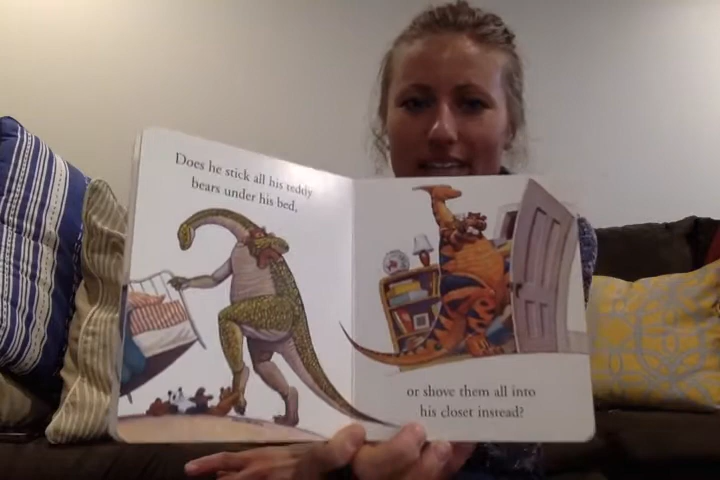 Does he stick all his teddy
bears under his bed,
or shove them all into
his closet instead?